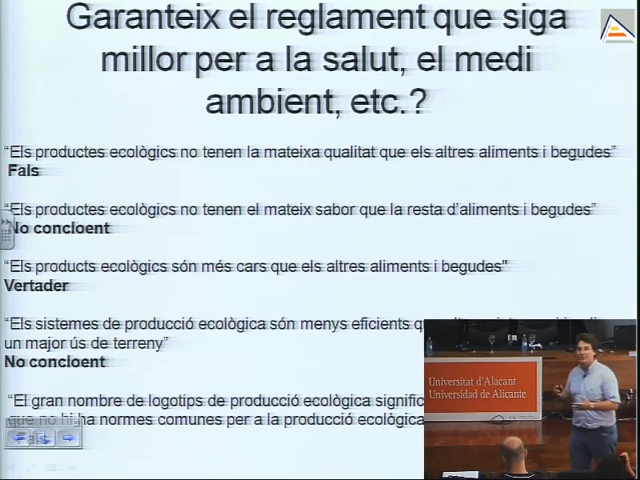 Garanteix el reglament que siga
millor per a la salut, el medi
ambient, etc.?
“Els productes ecològics no tenen la mateixa qualitat que els altres aliments i begudes”
Fals
“Els productes ecològics no tenen el mateix sabor que la resta d’aliments i begudes”
No concloent
“Els products ecològics són més cars que els altres aliments i begudes”
Vertader
“Els sistemes de producció ecològica són menys eficients
un major ús de terreny”
No concloent
“El gran nombre de logotips de producció ecològica
que no hi ha normes comunes per a la producció ecològica
Universitat d’Alacant
Universidad de Alicante